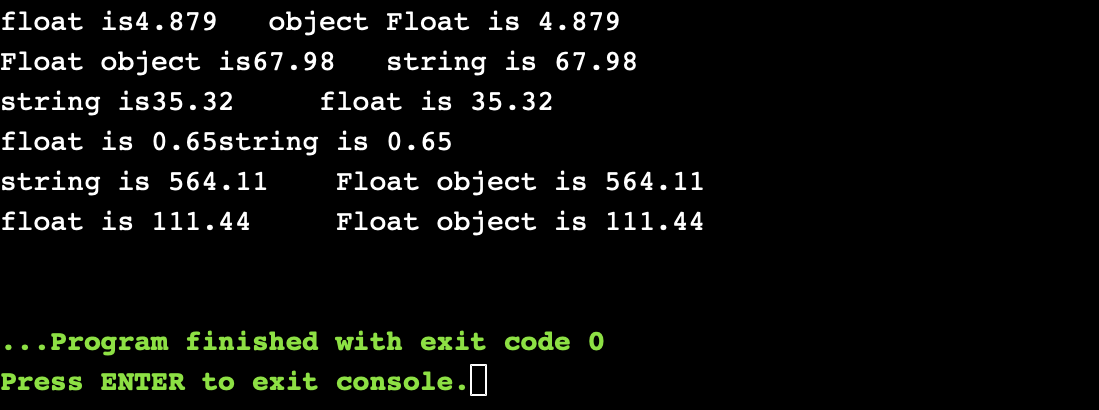 float is4.879   object Float is 4.879
Float object is67.98   string is 67.98
string is35.32     float is 35.32
float is 0.65string is 0.65
string is 564.11    Float object is 564.11
float is 111.44     Float object is 111.44
...Program finished with exit code 0
Press ENTER to exit console.